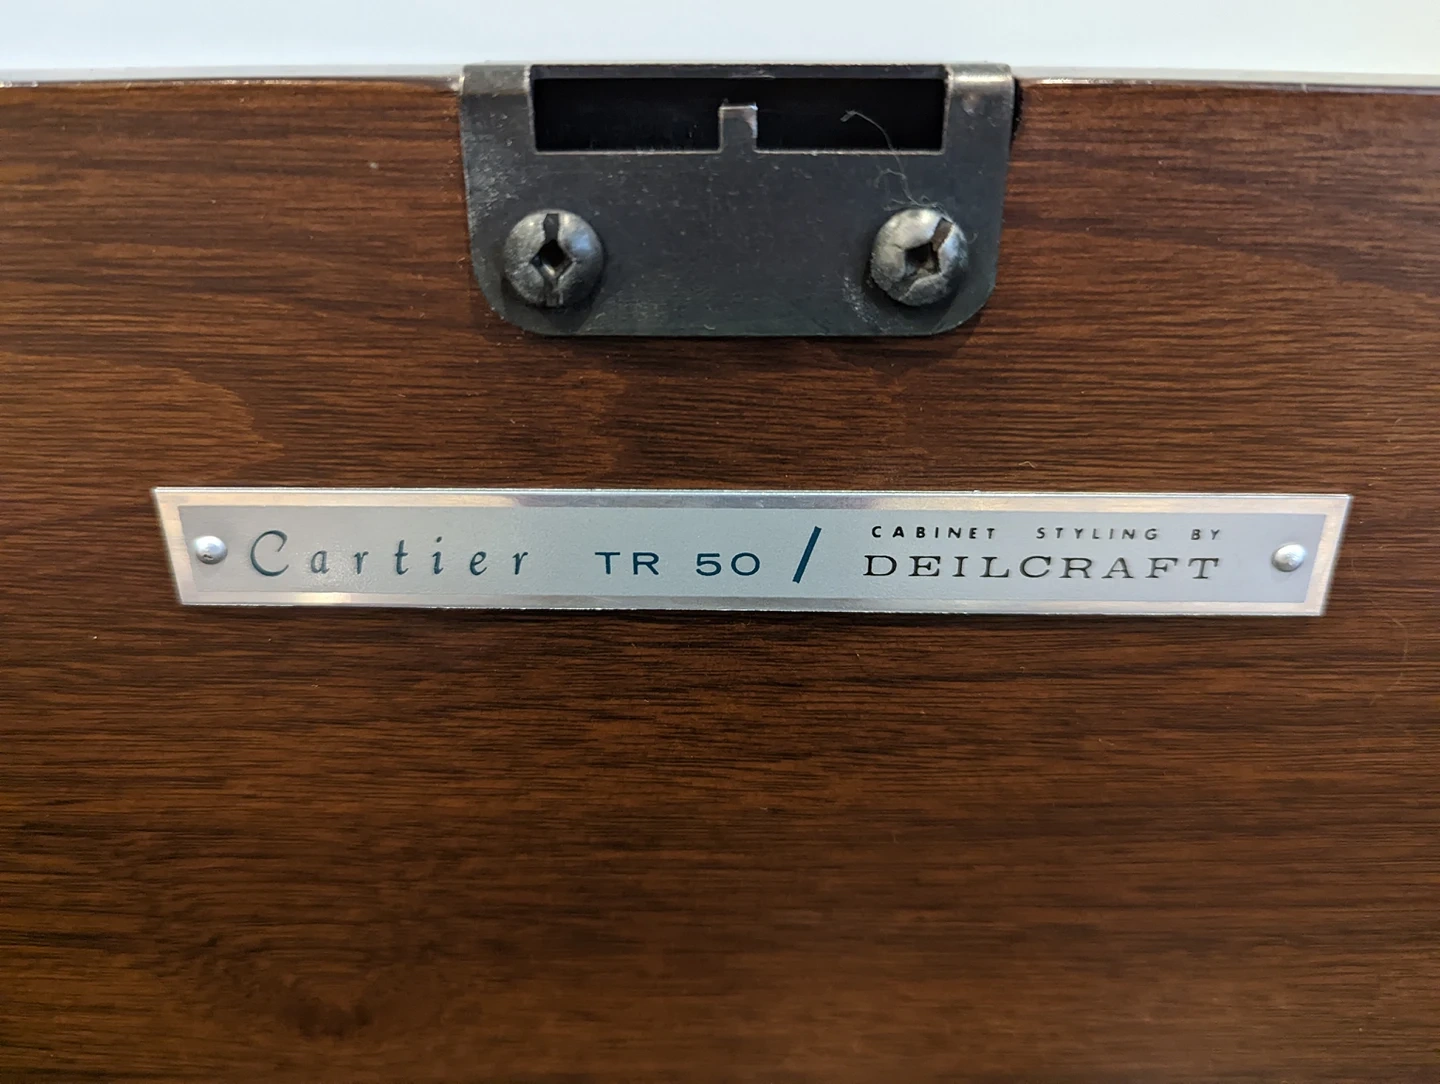 Cartier TR 50 / CABINET STYLING BY
DEILCRAFT